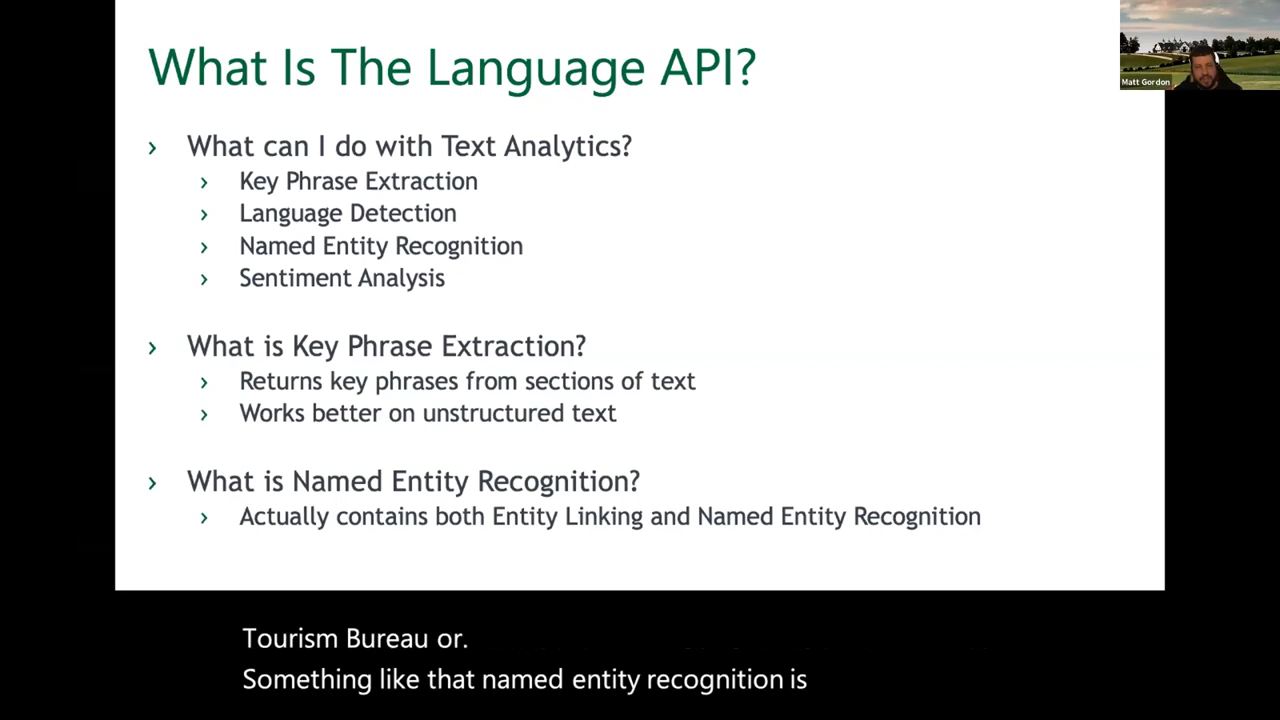 What Is The Language API?
Matt Gordon
› What can I do with Text Analytics?
› Key Phrase Extraction
› Language Detection
› Named Entity Recognition
› Sentiment Analysis
› What is Key Phrase Extraction?
› Returns key phrases from sections of text
› Works better on unstructured text
› What is Named Entity Recognition?
› Actually contains both Entity Linking and Named Entity Recognition
Tourism Bureau or.
Something like that named entity recognition is